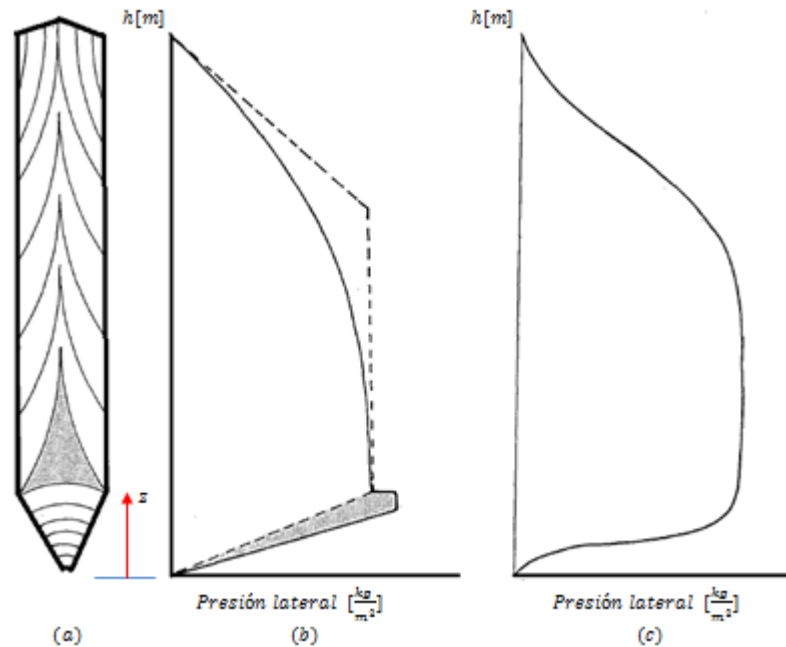 h[m]
h[m]
z
Presión lateral [kg/m²]
Presión lateral [kg/m²]
(a)
(b)
(c)